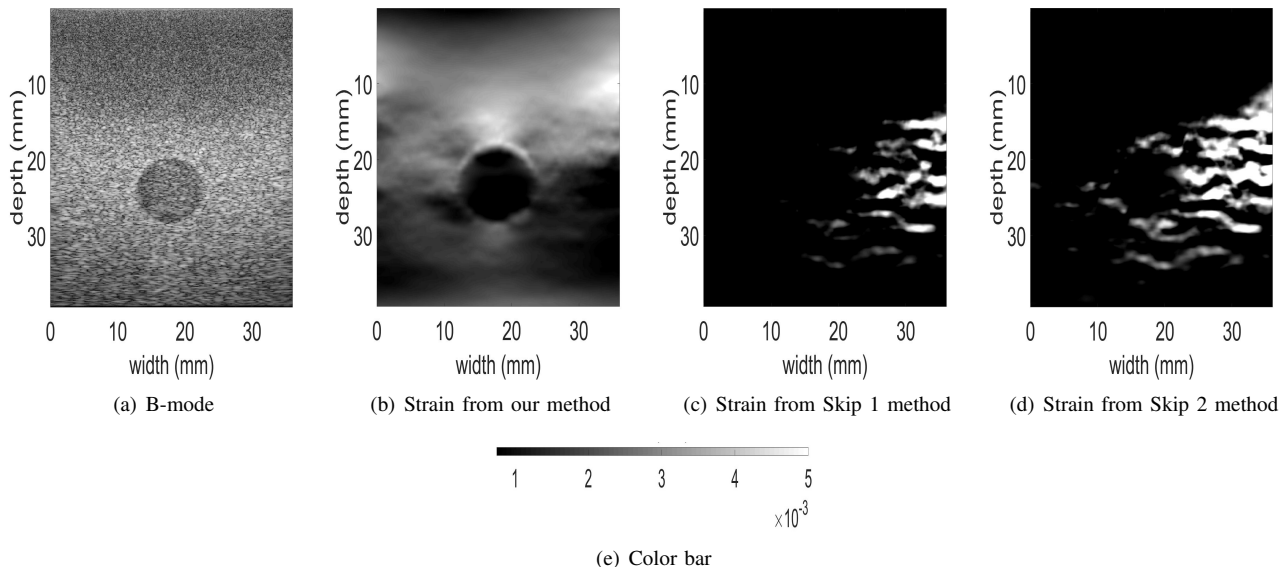 depth (mm)
10
20
30
0 10 20 30
width (mm)
(a) B-mode
depth (mm)
10
20
30
0 10 20 30
width (mm)
(b) Strain from our method
depth (mm)
10
20
30
0 10 20 30
width (mm)
(c) Strain from Skip 1 method
depth (mm)
10
20
30
0 10 20 30
width (mm)
(d) Strain from Skip 2 method
1 2 3 4 5
×10⁻³
(e) Color bar